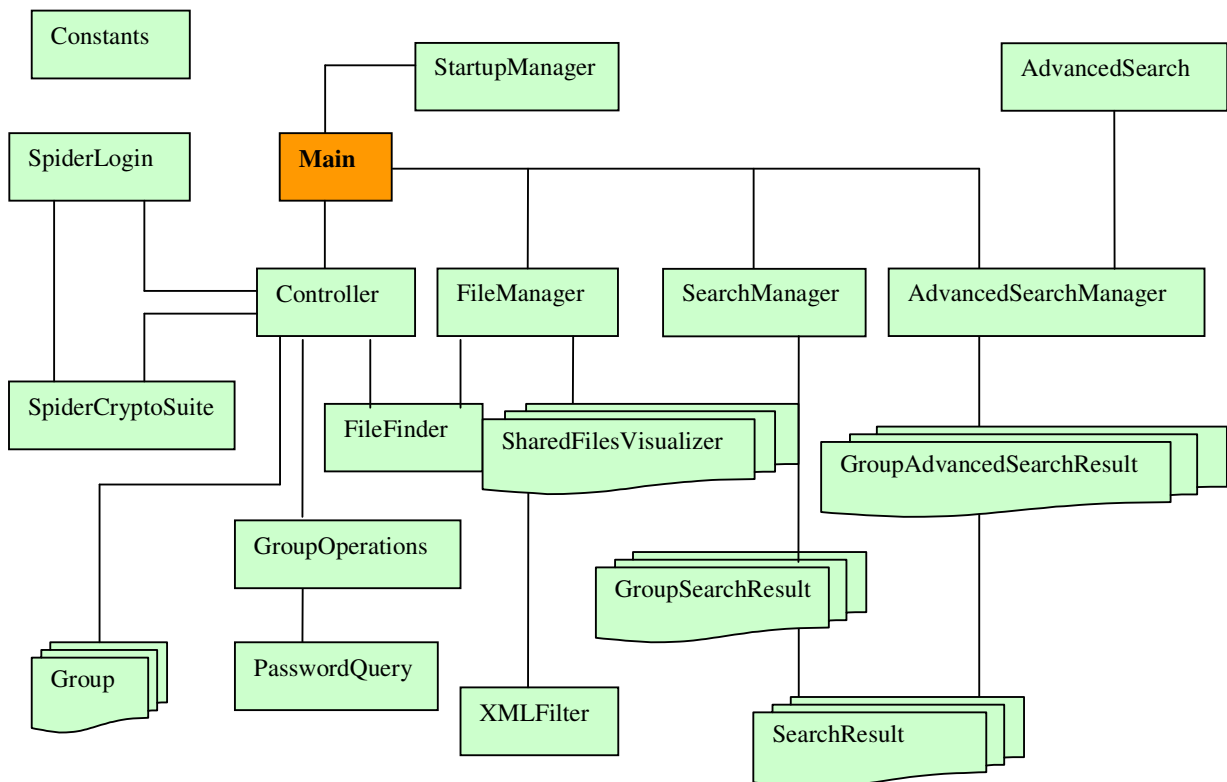 Constants
StartupManager
AdvancedSearch
SpiderLogin
Main
Controller
FileManager
SearchManager
AdvancedSearchManager
SpiderCryptoSuite
FileFinder
SharedFilesVisualizer
GroupAdvancedSearchResult
GroupOperations
GroupSearchResult
Group
PasswordQuery
XMLFilter
SearchResult